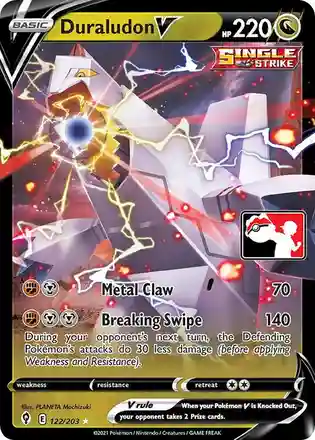 BASIC
Duraludon V
HP 220
SINGLE
STRIKE
Metal Claw 70
Breaking Swipe 140
During your opponent's next turn, the Defending
Pokémon's attacks do 30 less damage (before applying
Weakness and Resistance).
weakness resistance retreat
Illus. PLANETA Mochizuki
122/203
V rule
When your Pokémon V is Knocked Out,
your opponent takes 2 Prize cards.
©2021 Pokémon / Nintendo / Creatures / GAME FREAK